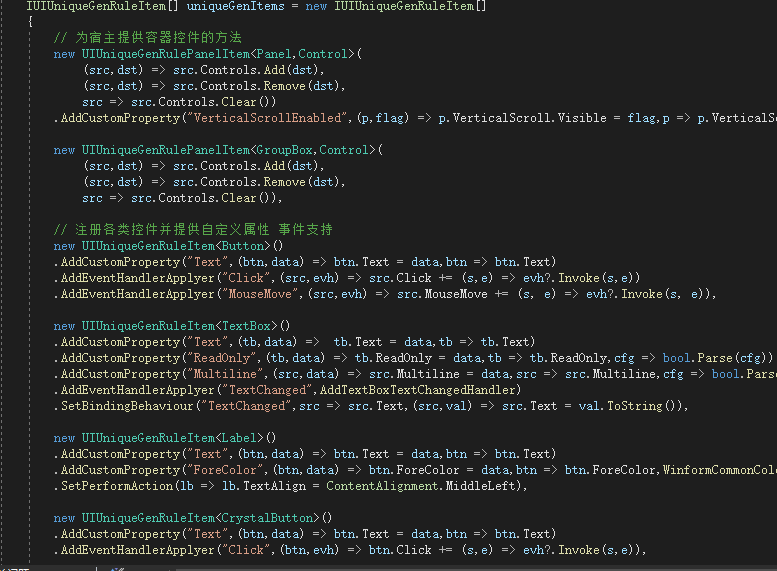 IUIUniqueGenRuleItem[] uniqueGenItems = new IUIUniqueGenRuleItem[]
{
// 为宿主提供容器控件的方法
new UIUniqueGenRulePanelItem<Panel,Control>(
(src,dst) => src.Controls.Add(dst),
(src,dst) => src.Controls.Remove(dst),
src => src.Controls.Clear())
.AddCustomProperty("VerticalScrollEnabled",(p,flag) => p.VerticalScroll.Visible = flag,p => p.VerticalSc
new UIUniqueGenRulePanelItem<GroupBox,Control>(
(src,dst) => src.Controls.Add(dst),
(src,dst) => src.Controls.Remove(dst),
src => src.Controls.Clear()),
// 注册各类控件并提供自定义属性 事件支持
new UIUniqueGenRuleItem<Button>()
.AddCustomProperty("Text",(btn,data) => btn.Text = data,btn => btn.Text)
.AddEventHandlerApplyer("Click",(src,evh) => src.Click += (s,e) => evh?.Invoke(s,e))
.AddEventHandlerApplyer("MouseMove",(src,evh) => src.MouseMove += (s, e) => evh?.Invoke(s, e)),
new UIUniqueGenRuleItem<TextBox>()
.AddCustomProperty("Text",(tb,data) =>  tb.Text = data,tb => tb.Text)
.AddCustomProperty("ReadOnly",(tb,data) => tb.ReadOnly = data,tb => tb.ReadOnly,cfg => bool.Parse(cfg))
.AddCustomProperty("Multiline",(src,data) => src.Multiline = data,src => src.Multiline,cfg => bool.Parse
.AddEventHandlerApplyer("TextChanged",AddTextBoxTextChangedHandler)
.SetBindingBehaviour("TextChanged",src => src.Text,(src,val) => src.Text = val.ToString()),
new UIUniqueGenRuleItem<Label>()
.AddCustomProperty("Text",(btn,data) => btn.Text = data,btn => btn.Text)
.AddCustomProperty("ForeColor",(btn,data) => btn.ForeColor = data,btn => btn.ForeColor,WinformCommonColo
.SetPerformAction(lb => lb.TextAlign = ContentAlignment.MiddleLeft),
new UIUniqueGenRuleItem<CrystalButton>()
.AddCustomProperty("Text",(btn,data) => btn.Text = data,btn => btn.Text)
.AddEventHandlerApplyer("Click",(btn,evh) => btn.Click += (s,e) => evh?.Invoke(s,e)),